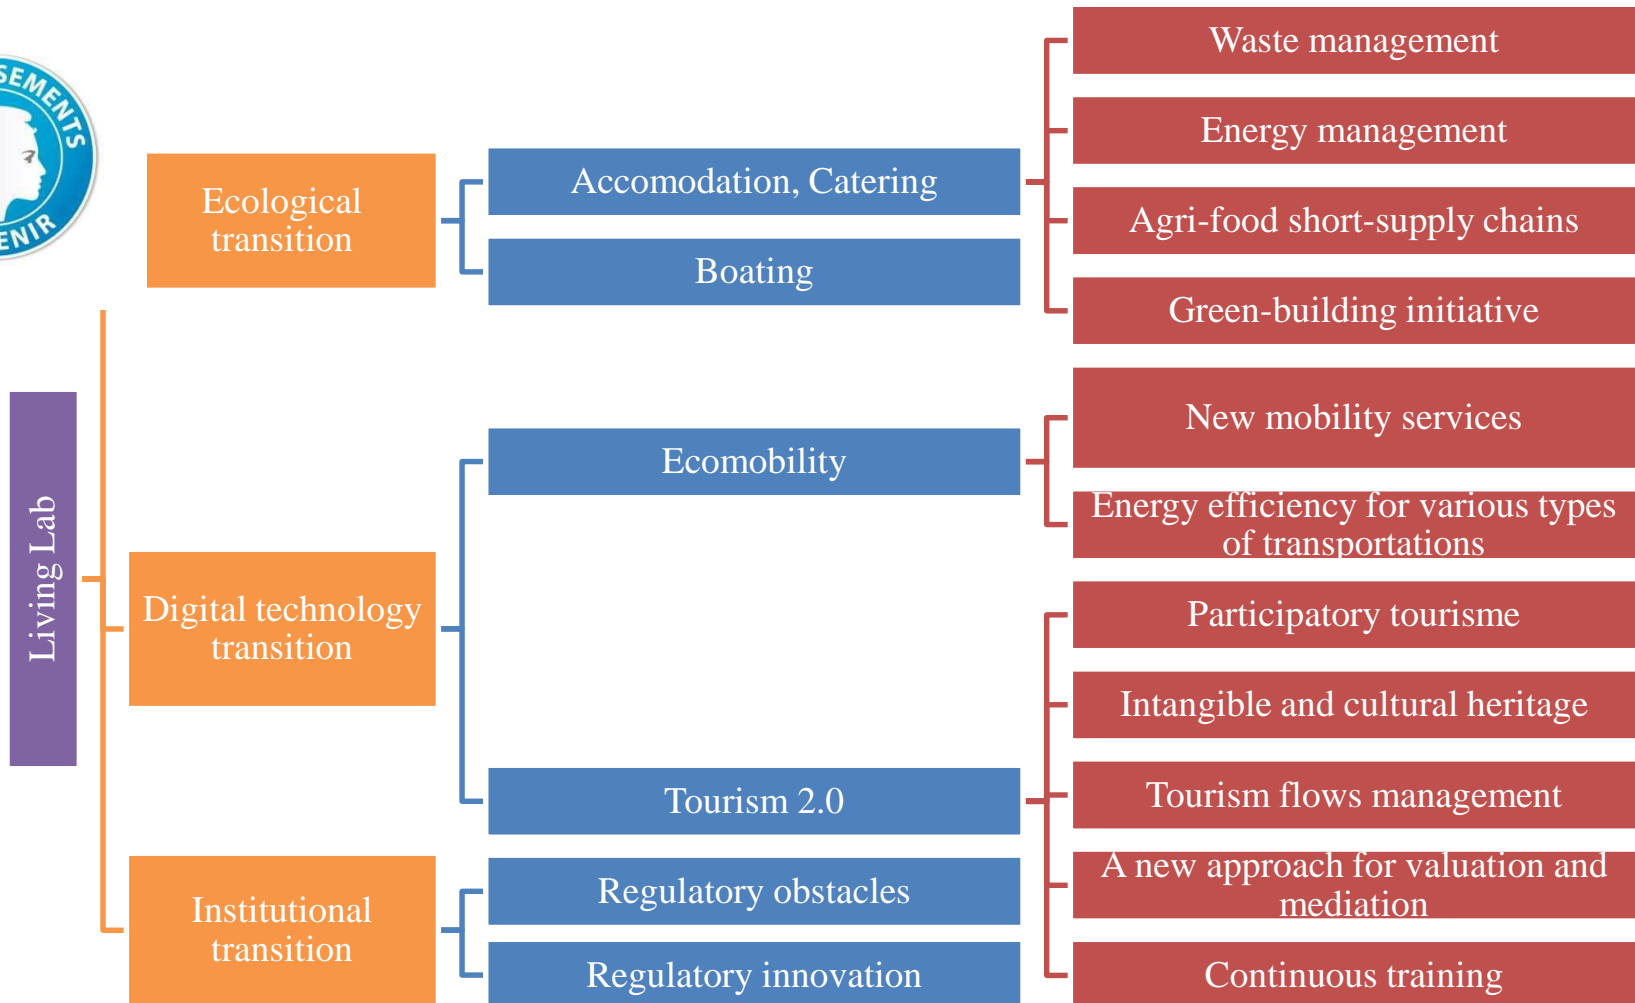 SEMENTS
ENIR
Living Lab
Ecological
transition
Accomodation, Catering
Boating
Waste management
Energy management
Agri-food short-supply chains
Green-building initiative
Digital technology
transition
Ecomobility
New mobility services
Energy efficiency for various types
of transportations
Tourism 2.0
Participatory tourisme
Intangible and cultural heritage
Tourism flows management
A new approach for valuation and
mediation
Continuous training
Institutional
transition
Regulatory obstacles
Regulatory innovation